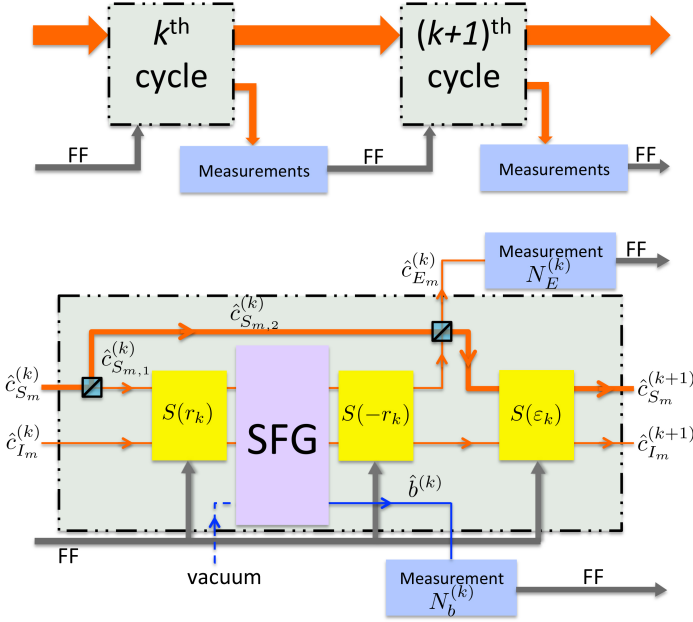 kth (k+1)th
cycle cycle
FF Measurements FF Measurements FF
Measurement
N_E^(k) FF
ĉ_{E_m}^(k)
ĉ_{S_m,2}^(k)
ĉ_{S_m}^(k) ĉ_{S_m,1}^(k) ĉ_{S_m}^(k+1)
S(r_k) SFG S(-r_k) S(ε_k)
ĉ_{I_m}^(k) ĉ_{I_m}^(k+1)
b̂^(k)
FF
vacuum
Measurement
N_b^(k) FF